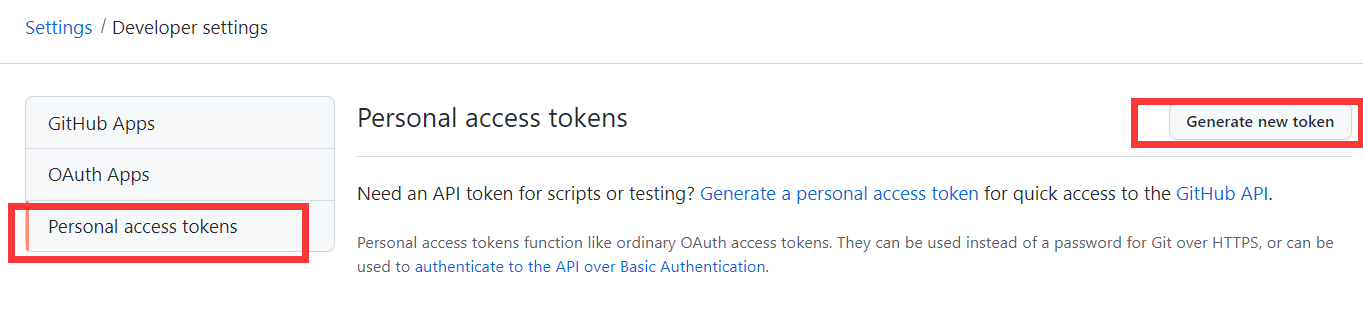 Settings / Developer settings
GitHub Apps
OAuth Apps
Personal access tokens
Personal access tokens
Generate new token
Need an API token for scripts or testing? Generate a personal access token for quick access to the GitHub API.
Personal access tokens function like ordinary OAuth access tokens. They can be used instead of a password for Git over HTTPS, or can be
used to authenticate to the API over Basic Authentication.